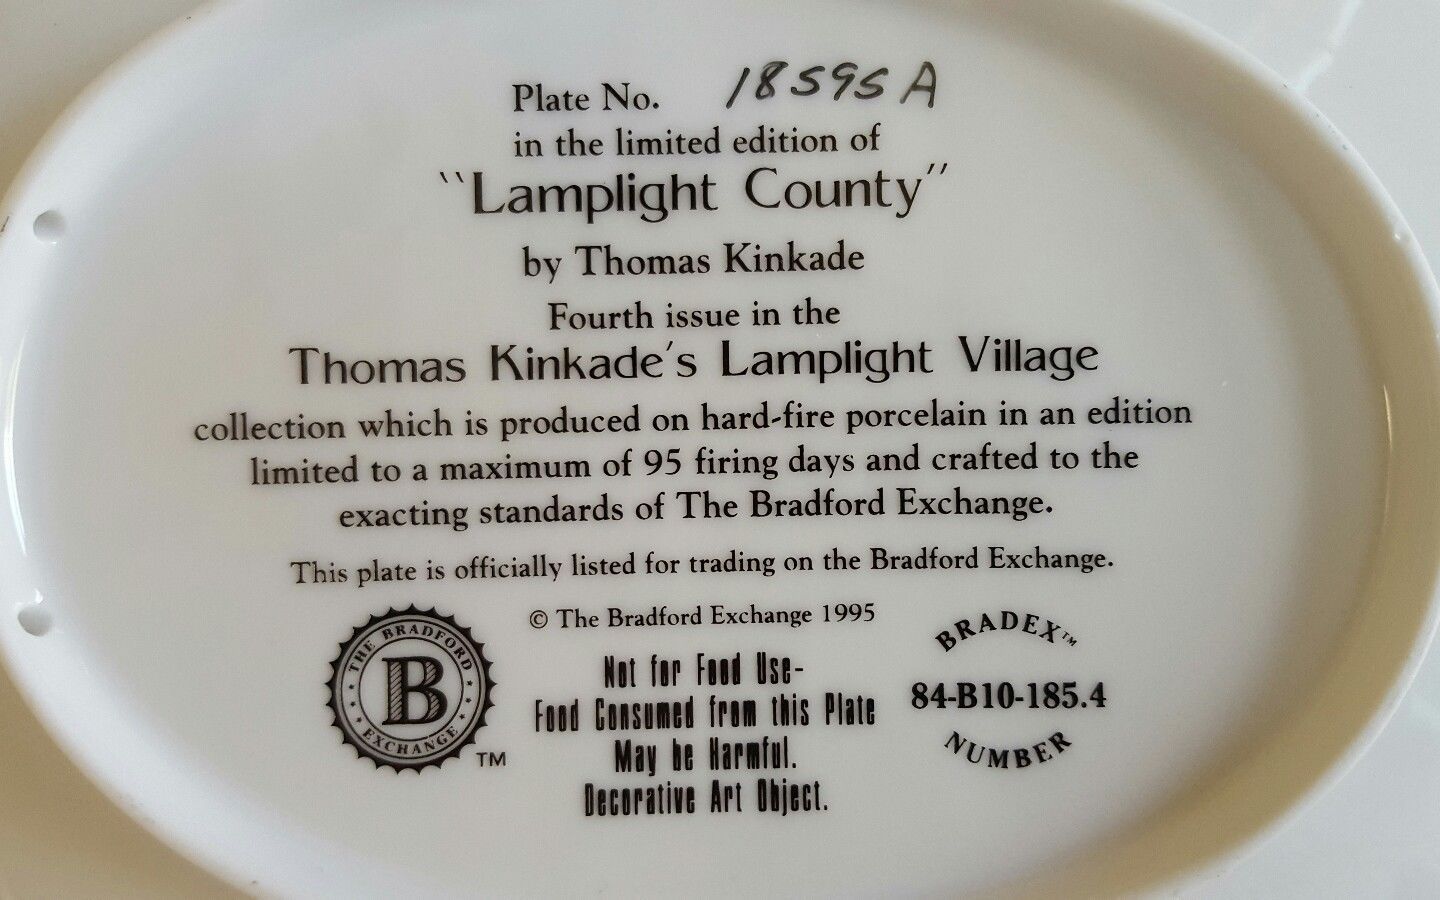 Plate No. 18595A
in the limited edition of
"Lamplight County"
by Thomas Kinkade
Fourth issue in the
Thomas Kinkade's Lamplight Village
collection which is produced on hard-fire porcelain in an edition
limited to a maximum of 95 firing days and crafted to the
exacting standards of The Bradford Exchange.
This plate is officially listed for trading on the Bradford Exchange.
THE BRADFORD
B
EXCHANGE
TM
© The Bradford Exchange 1995
Not for Food Use-
Food Consumed from this Plate
May be Harmful.
Decorative Art Object.
BRADEX™
84-B10-185.4
NUMBER